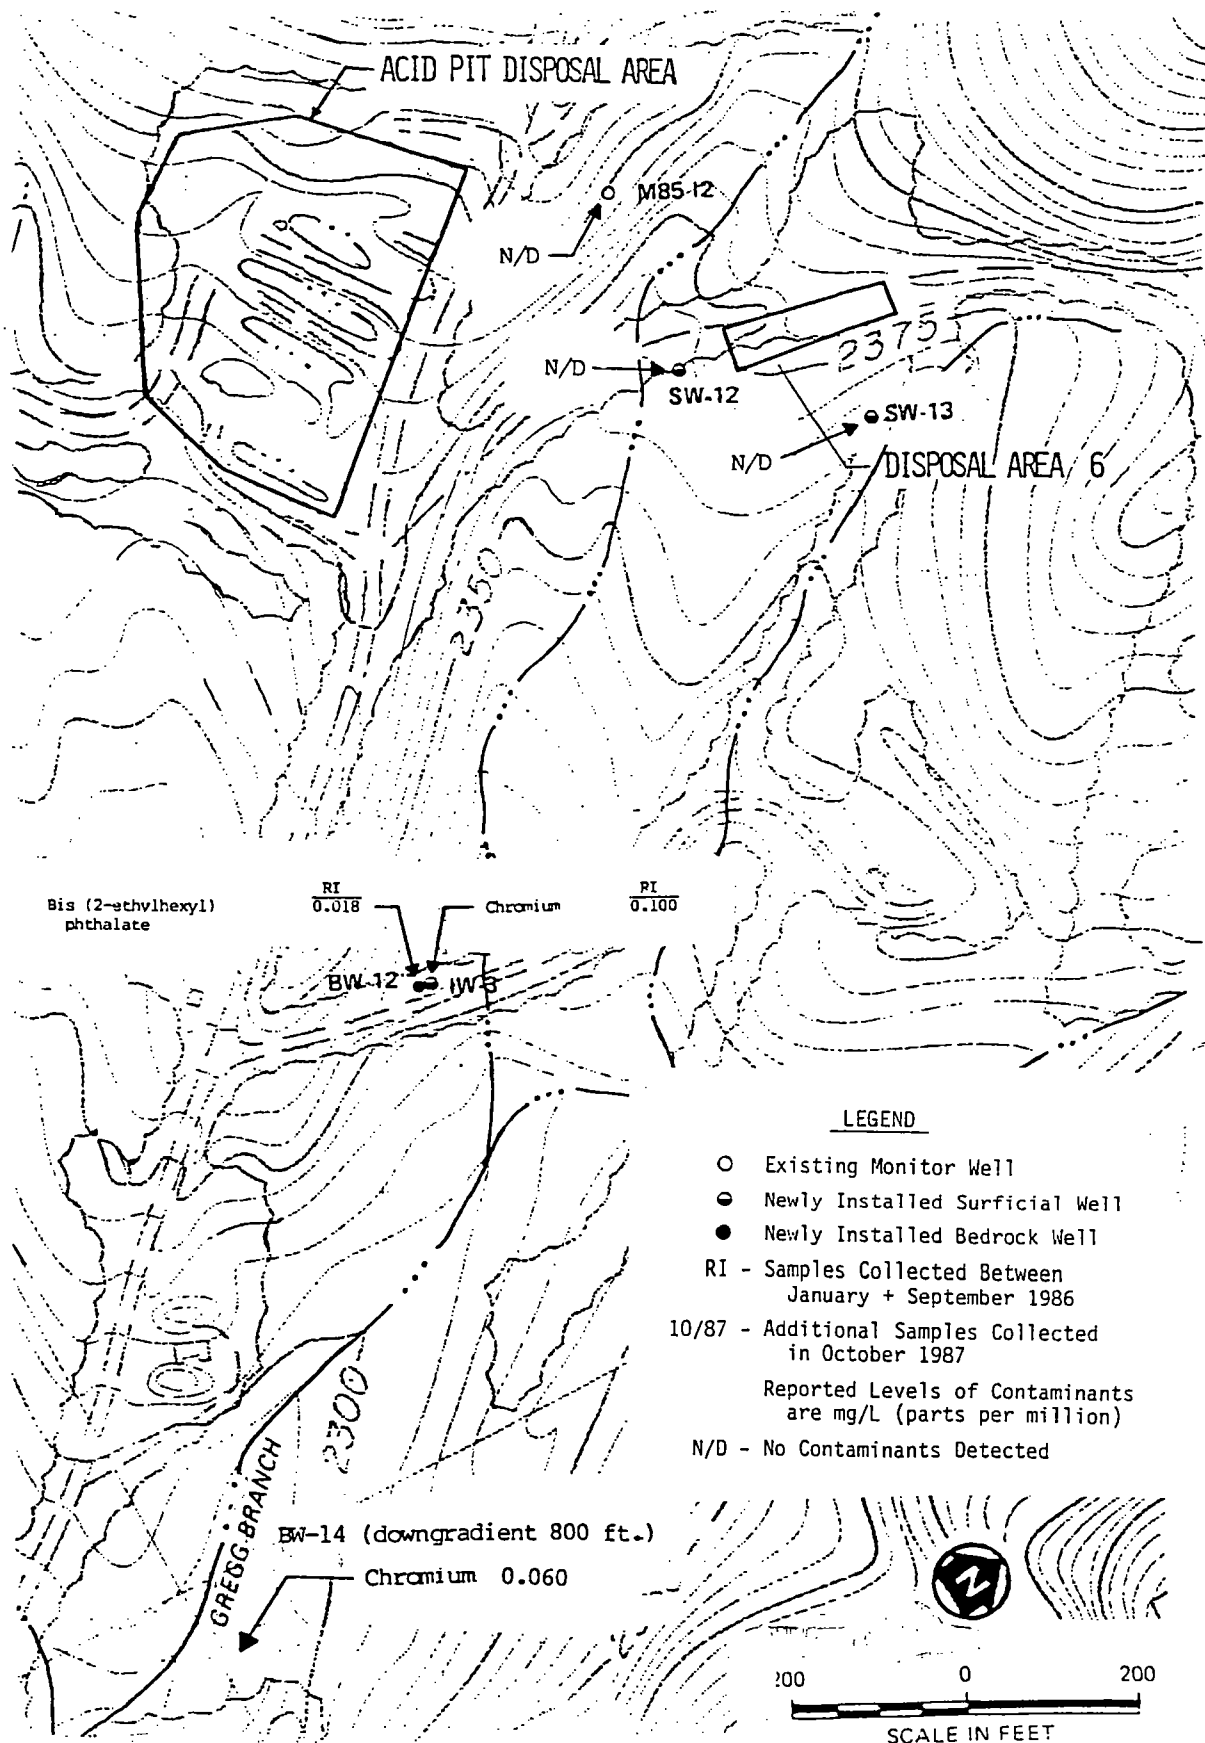 ACID PIT DISPOSAL AREA
M85-12
N/D
2375
N/D
SW-12
SW-13
N/D
DISPOSAL AREA 6
2350
Bis (2-ethylhexyl)
phthalate
RI
0.018
Chromium
RI
0.100
BW-12
IW-3
LEGEND
Existing Monitor Well
Newly Installed Surficial Well
Newly Installed Bedrock Well
RI - Samples Collected Between
January + September 1986
10/87 - Additional Samples Collected
in October 1987
Reported Levels of Contaminants
are mg/L (parts per million)
N/D - No Contaminants Detected
2300
GREGG BRANCH
BW-14 (downgradient 800 ft.)
Chromium 0.060
N
200 0 200
SCALE IN FEET